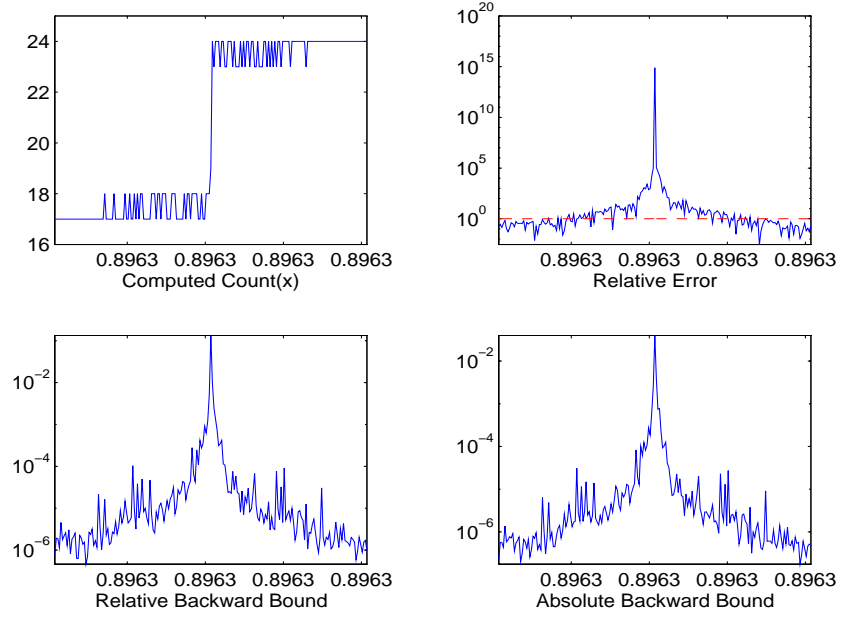 24
22
20
18
16
0.8963 0.8963 0.8963 0.8963
Computed Count(x)
10^20
10^15
10^10
10^5
10^0
0.8963 0.8963 0.8963 0.8963
Relative Error
10^−2
10^−4
10^−6
0.8963 0.8963 0.8963 0.8963
Relative Backward Bound
10^−2
10^−4
10^−6
0.8963 0.8963 0.8963 0.8963
Absolute Backward Bound